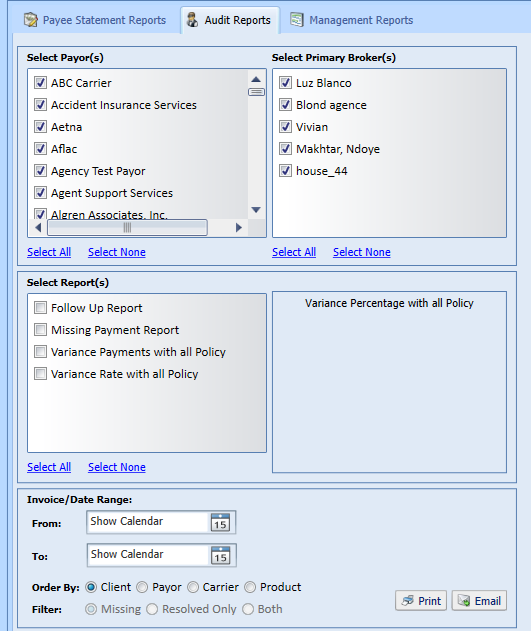 Payee Statement Reports
Audit Reports
Management Reports
Select Payor(s)
ABC Carrier
Accident Insurance Services
Aetna
Aflac
Agency Test Payor
Agent Support Services
Algren Associates, Inc.
Select All Select None
Select Primary Broker(s)
Luz Blanco
Blond agence
Vivian
Makhtar, Ndoye
house_44
Select All Select None
Select Report(s)
Follow Up Report
Missing Payment Report
Variance Payments with all Policy
Variance Rate with all Policy
Select All Select None
Variance Percentage with all Policy
Invoice/Date Range:
From: Show Calendar 15
To: Show Calendar 15
Order By: Client Payor Carrier Product
Filter: Missing Resolved Only Both
Print Email